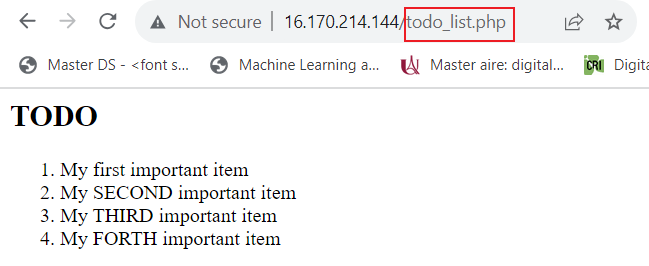 Not secure | 16.170.214.144/todo_list.php
Master DS - <font s... Machine Learning a... Master aire: digital... CRI Digita
TODO
1. My first important item
2. My SECOND important item
3. My THIRD important item
4. My FORTH important item